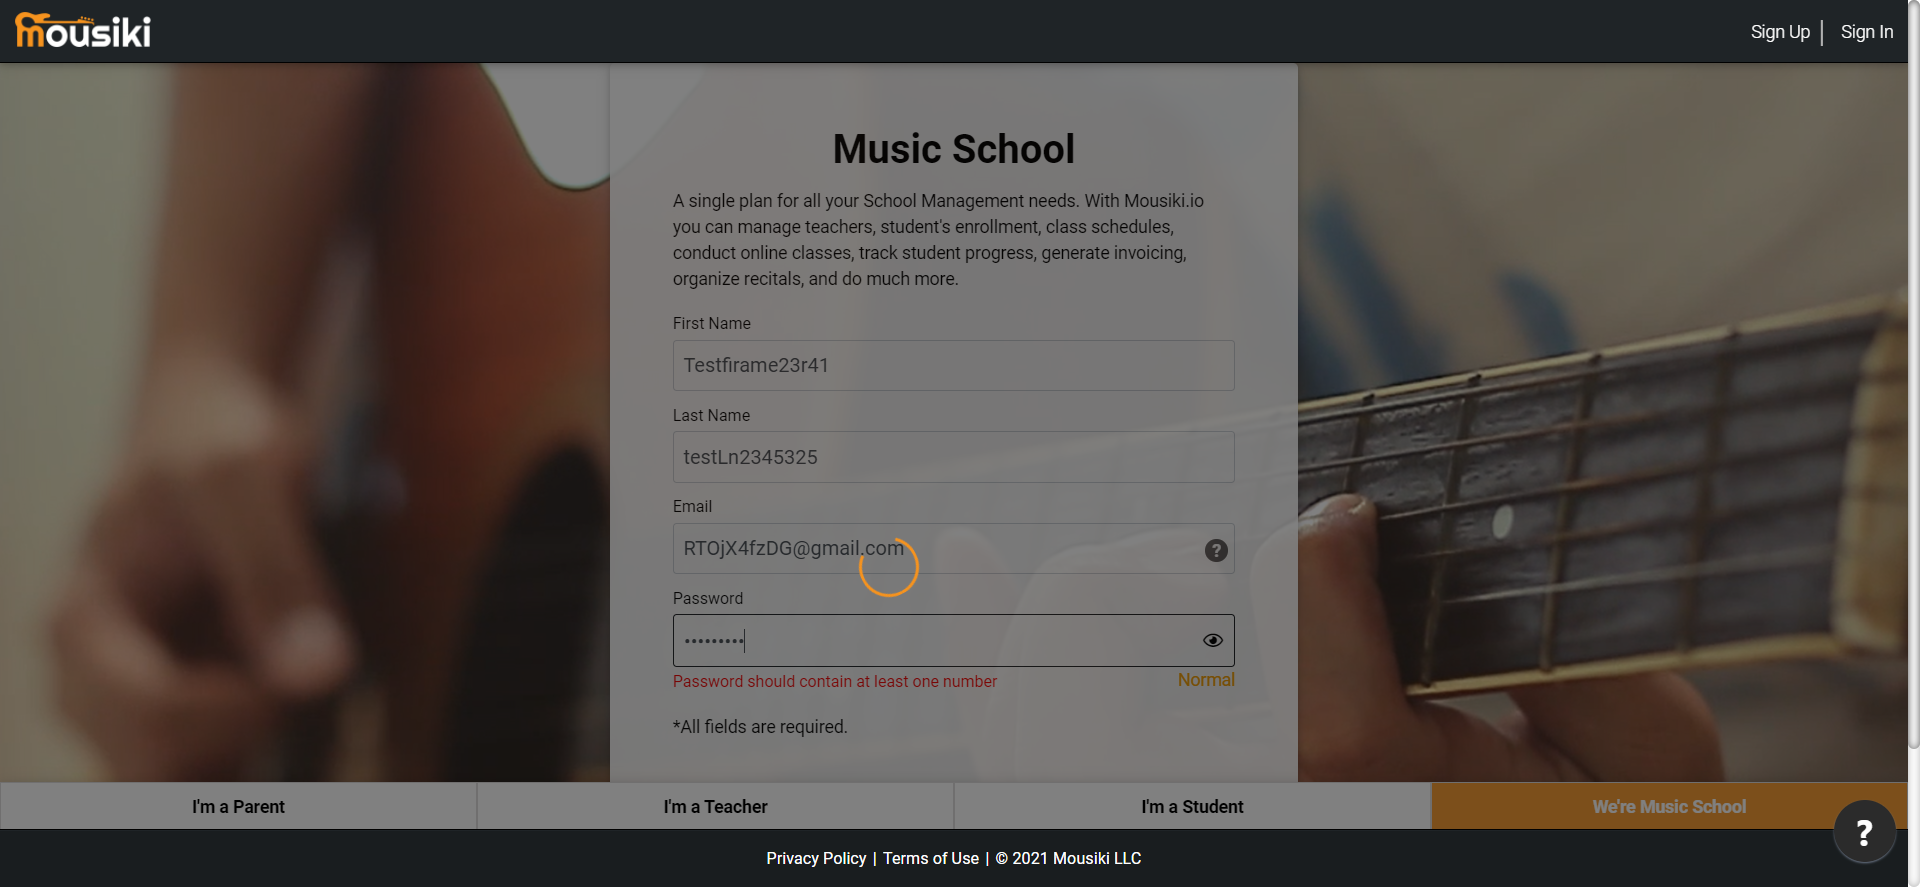 mousiki
Sign Up | Sign In
Music School
A single plan for all your School Management needs. With Mousiki.io
you can manage teachers, student's enrollment, class schedules,
conduct online classes, track student progress, generate invoicing,
organize recitals, and do much more.
First Name
Testfirame23r41
Last Name
testLn2345325
Email
RTOjX4fzDG@gmail.com
?
Password
•••••••••
Password should contain at least one number
Normal
*All fields are required.
I'm a Parent
I'm a Teacher
I'm a Student
We're Music School
?
Privacy Policy | Terms of Use | © 2021 Mousiki LLC